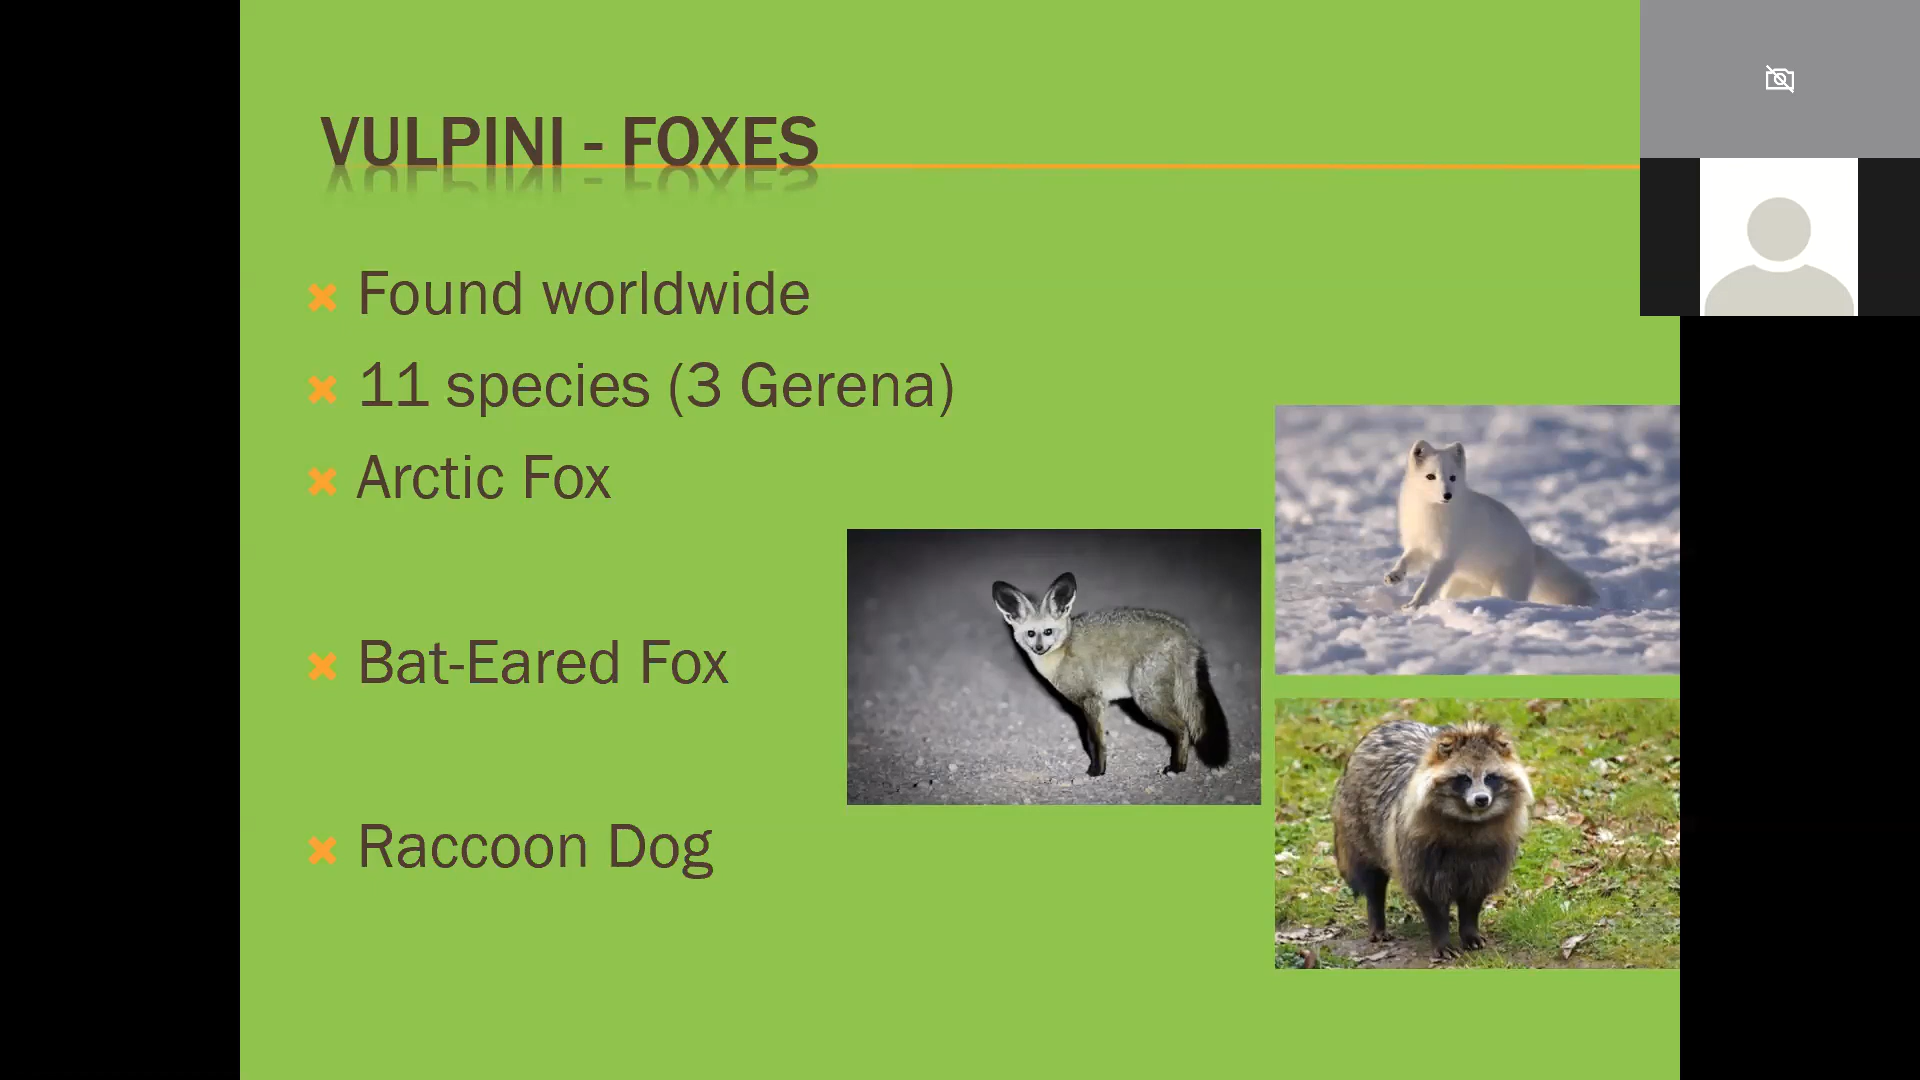 VULPINI - FOXES
Found worldwide
11 species (3 Gerena)
Arctic Fox
Bat-Eared Fox
Raccoon Dog